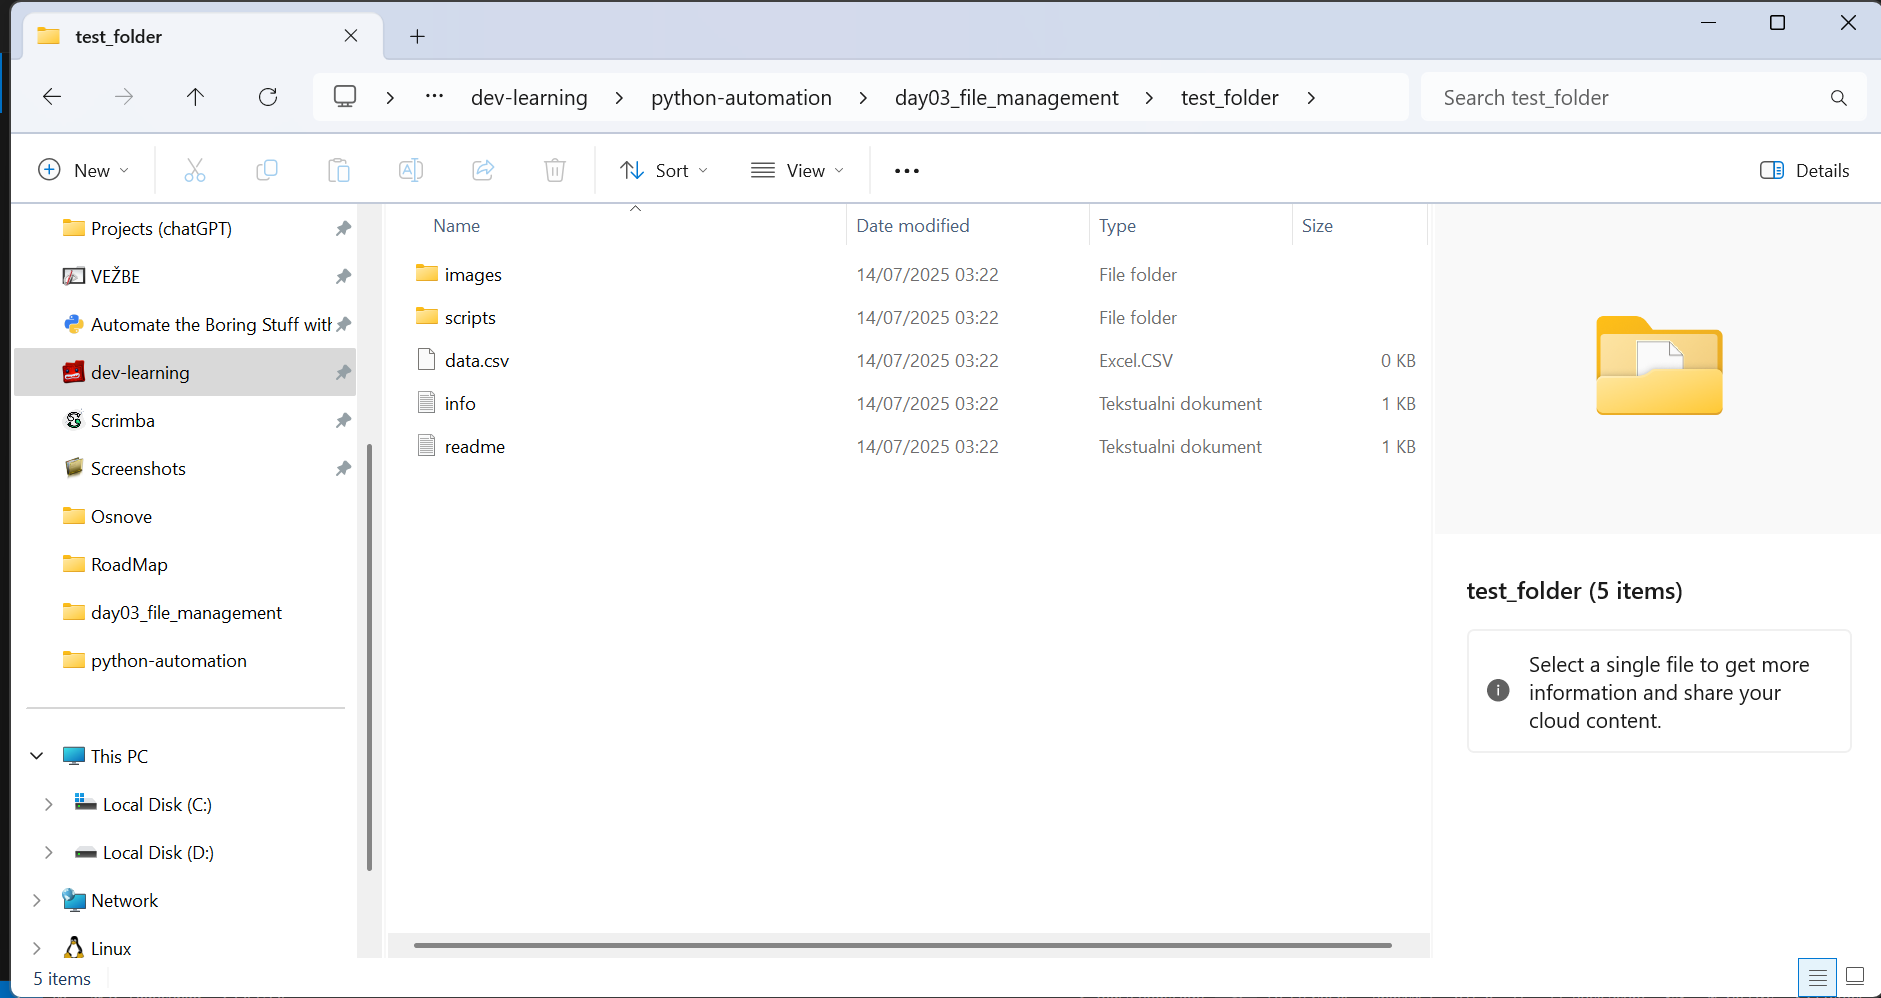 test_folder
dev-learning
python-automation
day03_file_management
test_folder
Search test_folder
New
Sort
View
Details
Projects (chatGPT)
VEŽBE
Automate the Boring Stuff with
dev-learning
Scrimba
Screenshots
Osnove
RoadMap
day03_file_management
python-automation
This PC
Local Disk (C:)
Local Disk (D:)
Network
Linux
Name Date modified Type Size
images 14/07/2025 03:22 File folder
scripts 14/07/2025 03:22 File folder
data.csv 14/07/2025 03:22 Excel.CSV 0 KB
info 14/07/2025 03:22 Tekstualni dokument 1 KB
readme 14/07/2025 03:22 Tekstualni dokument 1 KB
test_folder (5 items)
Select a single file to get more
information and share your
cloud content.
5 items